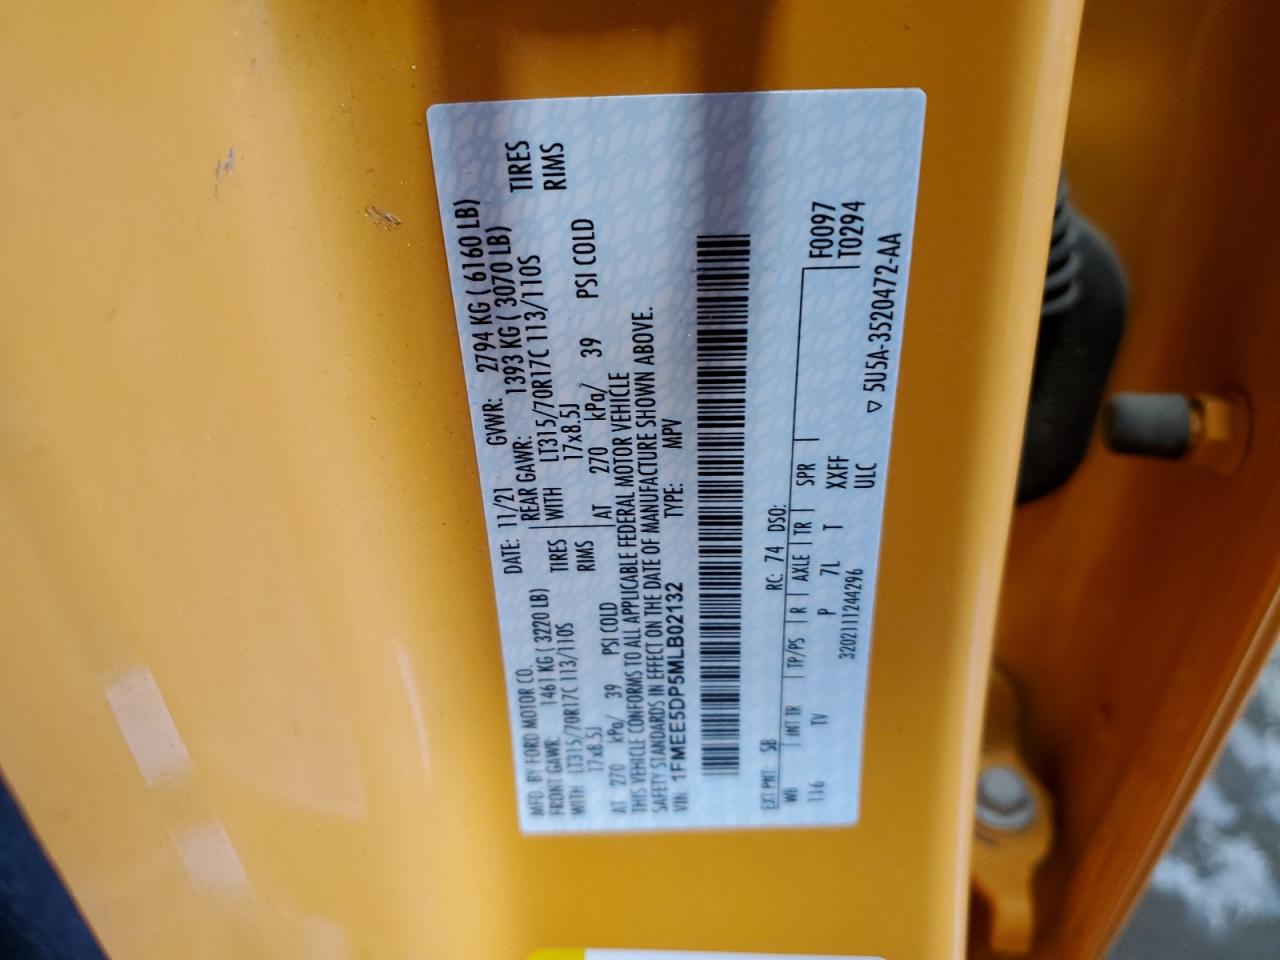 MFD. BY FORD MOTOR CO.
DATE: 11/21 GVWR: 2794 KG ( 6160 LB)
FRONT GAWR: 1461 KG ( 3220 LB)
REAR GAWR: 1393 KG ( 3070 LB)
WITH LT315/70R17C 113/110S TIRES
WITH LT315/70R17C 113/110S TIRES
17x8.5J RIMS
17x8.5J RIMS
AT 270 kPa/ 39 PSI COLD
AT 270 kPa/ 39 PSI COLD
THIS VEHICLE CONFORMS TO ALL APPLICABLE FEDERAL MOTOR VEHICLE
SAFETY STANDARDS IN EFFECT ON THE DATE OF MANUFACTURE SHOWN ABOVE.
VIN: 1FMEE5DP5MLB02132 TYPE: MPV
EXT PNT: SB RC: 74 DSO:
WB INT TR TP/PS R AXLE TR SPR
F0097
116 TV P 7L T XXFF
T0294
3202111244296 ULC
▽ 5U5A-3520472-AA